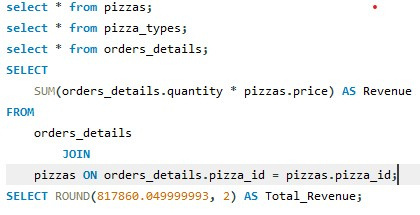 select * from pizzas;
select * from pizza_types;
select * from orders_details;
SELECT
SUM(orders_details.quantity * pizzas.price) AS Revenue
FROM
orders_details
JOIN
pizzas ON orders_details.pizza_id = pizzas.pizza_id;
SELECT ROUND(817860.049999993, 2) AS Total_Revenue;